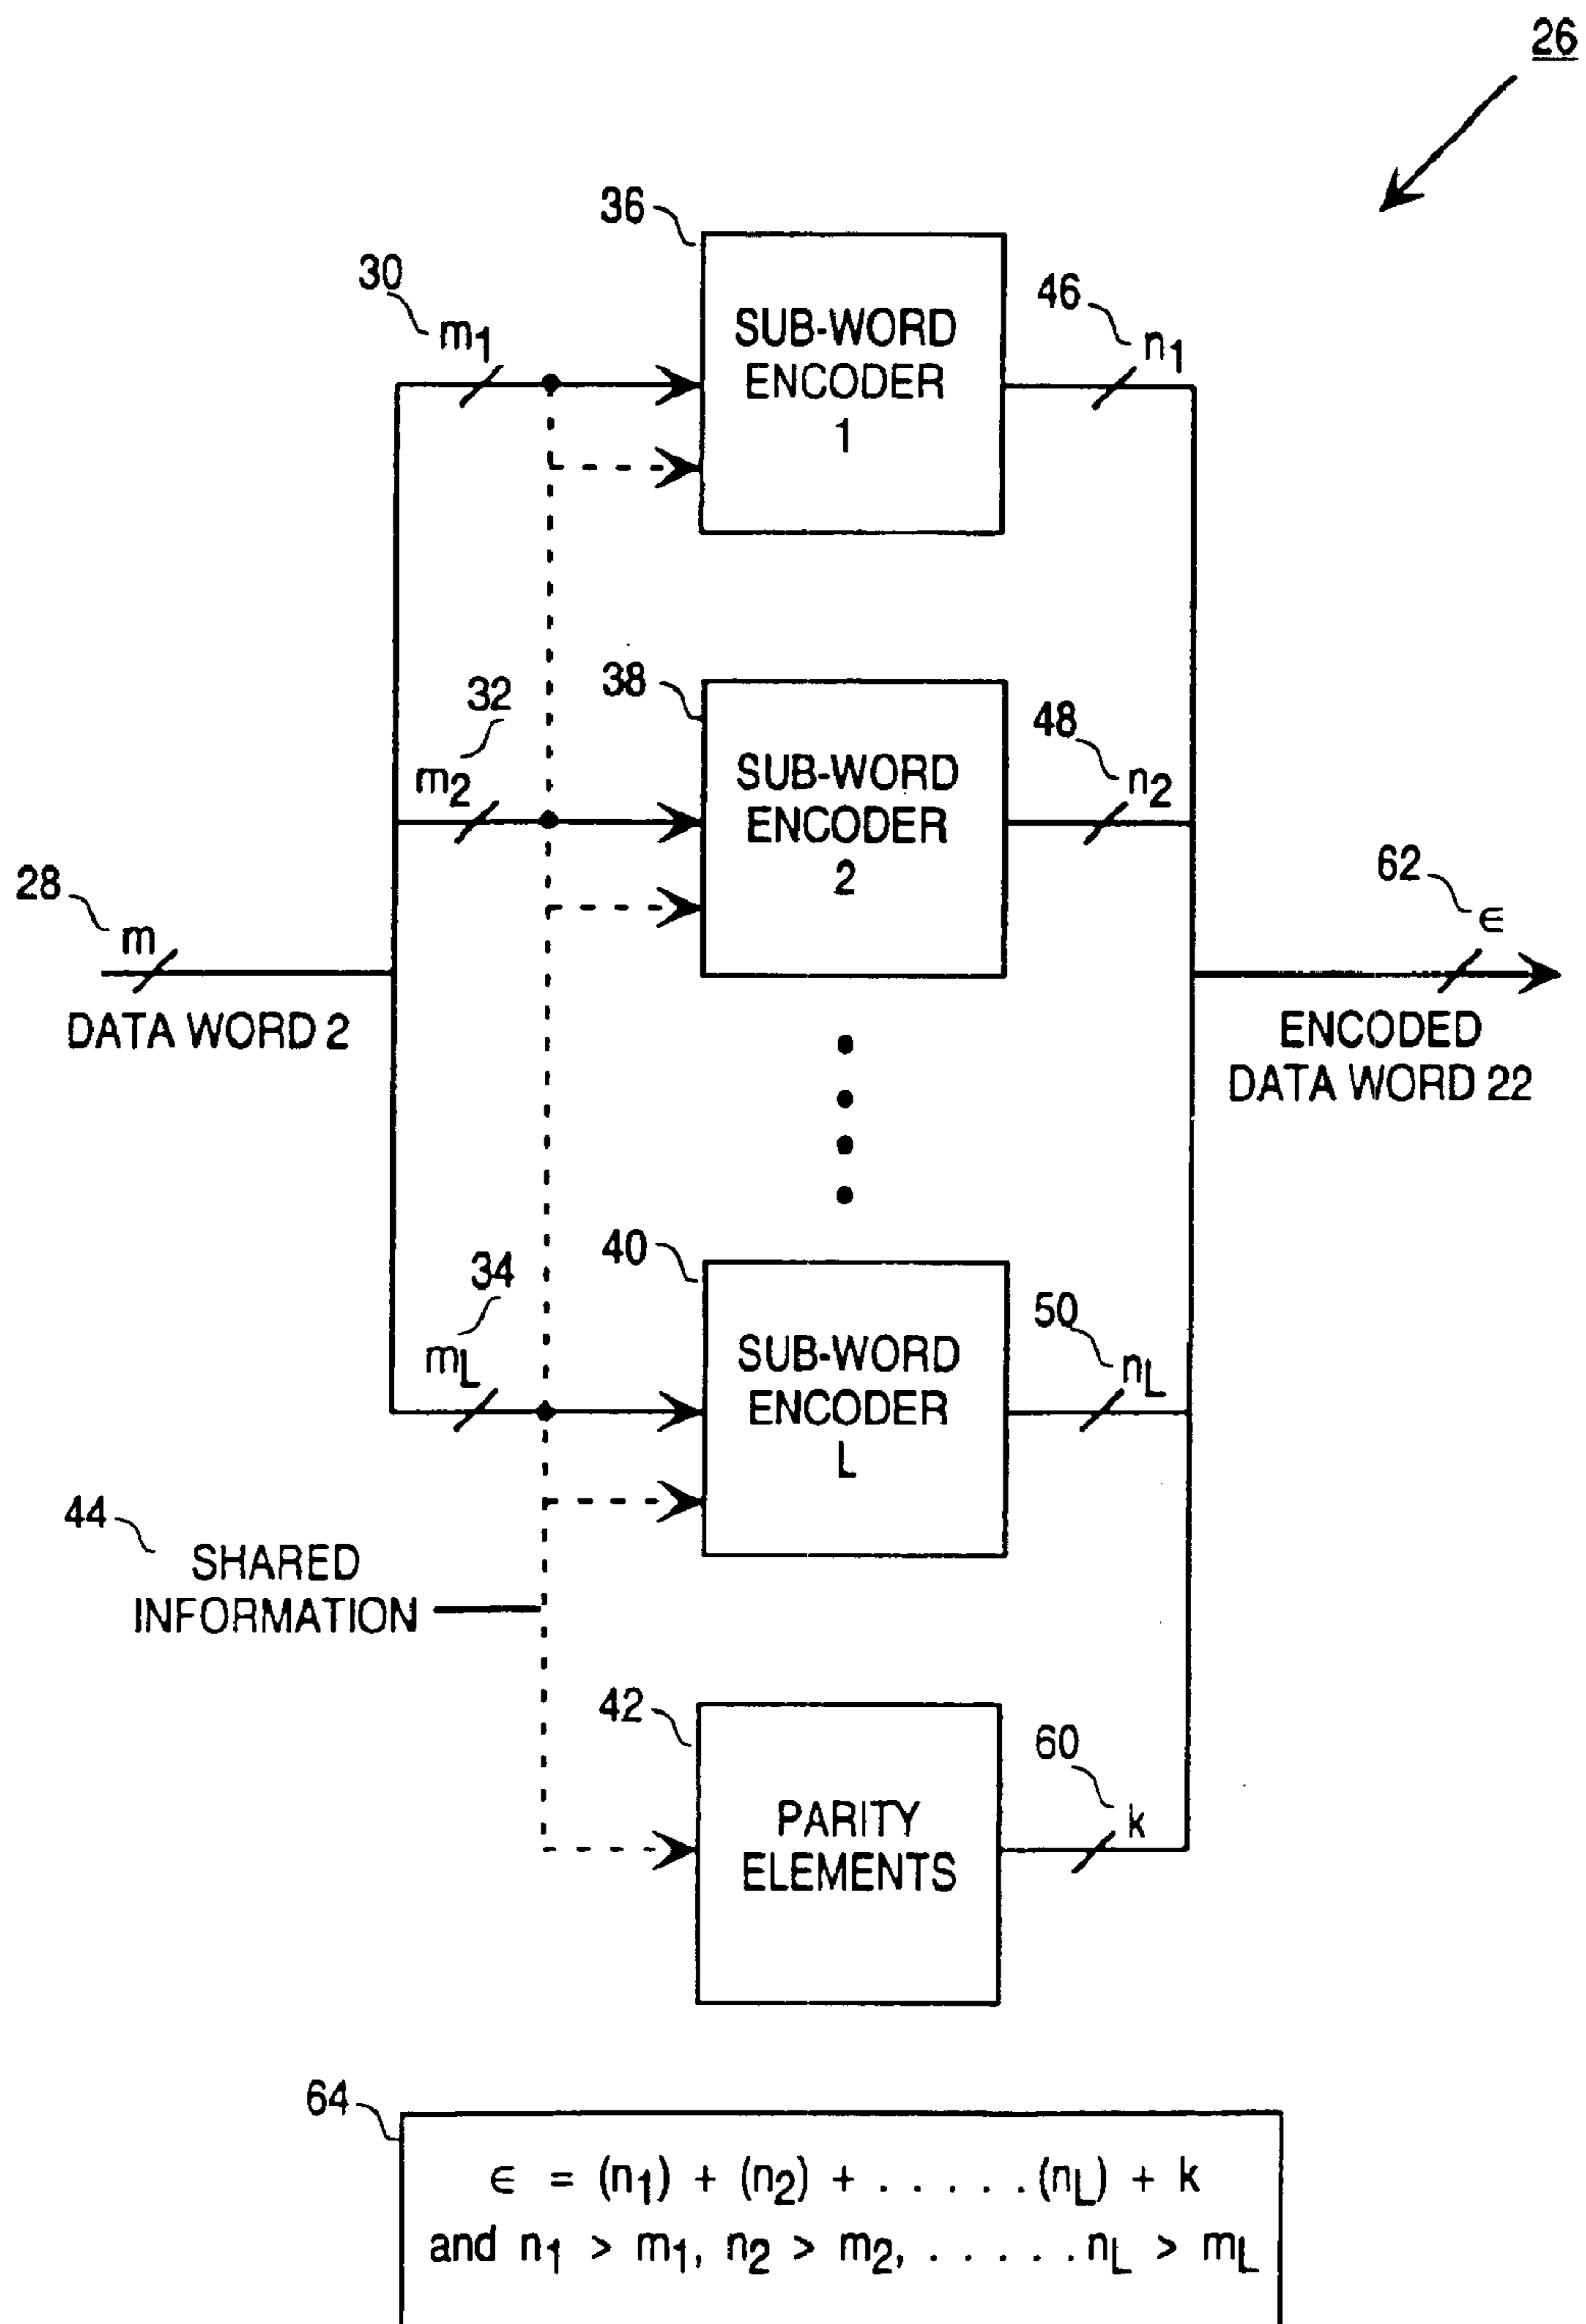 26
36
30
m1
SUB-WORD
ENCODER
1
46
n1
38
32
m2
SUB-WORD
ENCODER
2
48
n2
28
m
DATA WORD 2
62
∈
ENCODED
DATA WORD 22
40
34
mL
SUB-WORD
ENCODER
L
50
nL
44
SHARED
INFORMATION
42
PARITY
ELEMENTS
60
k
64
∈ = (n1) + (n2) + . . . . . (nL) + k
and n1 > m1, n2 > m2, . . . . . . nL > mL